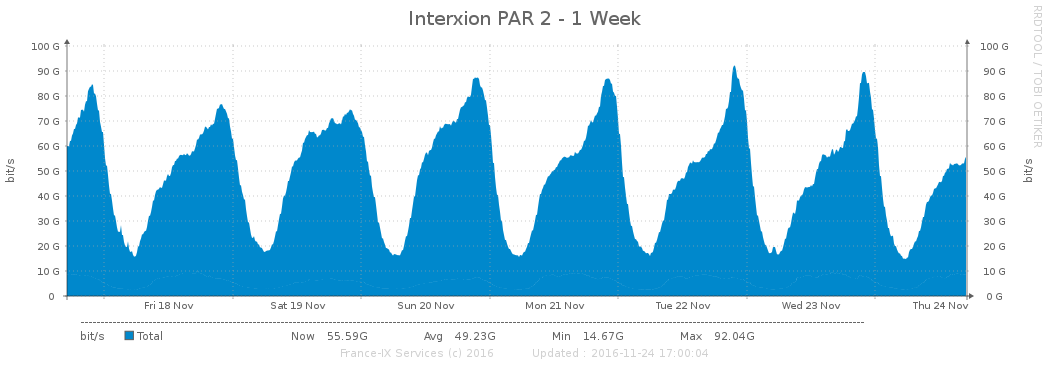 Interxion PAR 2 - 1 Week
RRDTOOL / TOBI OETIKER
bit/s
100 G
90 G
80 G
70 G
60 G
50 G
40 G
30 G
20 G
10 G
0
100 G
90 G
80 G
70 G
60 G
50 G
40 G
30 G
20 G
10 G
0 G
bit/s
Fri 18 Nov Sat 19 Nov Sun 20 Nov Mon 21 Nov Tue 22 Nov Wed 23 Nov Thu 24 Nov
bit/s Total Now 55.59G Avg 49.23G Min 14.67G Max 92.04G
France-IX Services (c) 2016 Updated : 2016-11-24 17:00:04